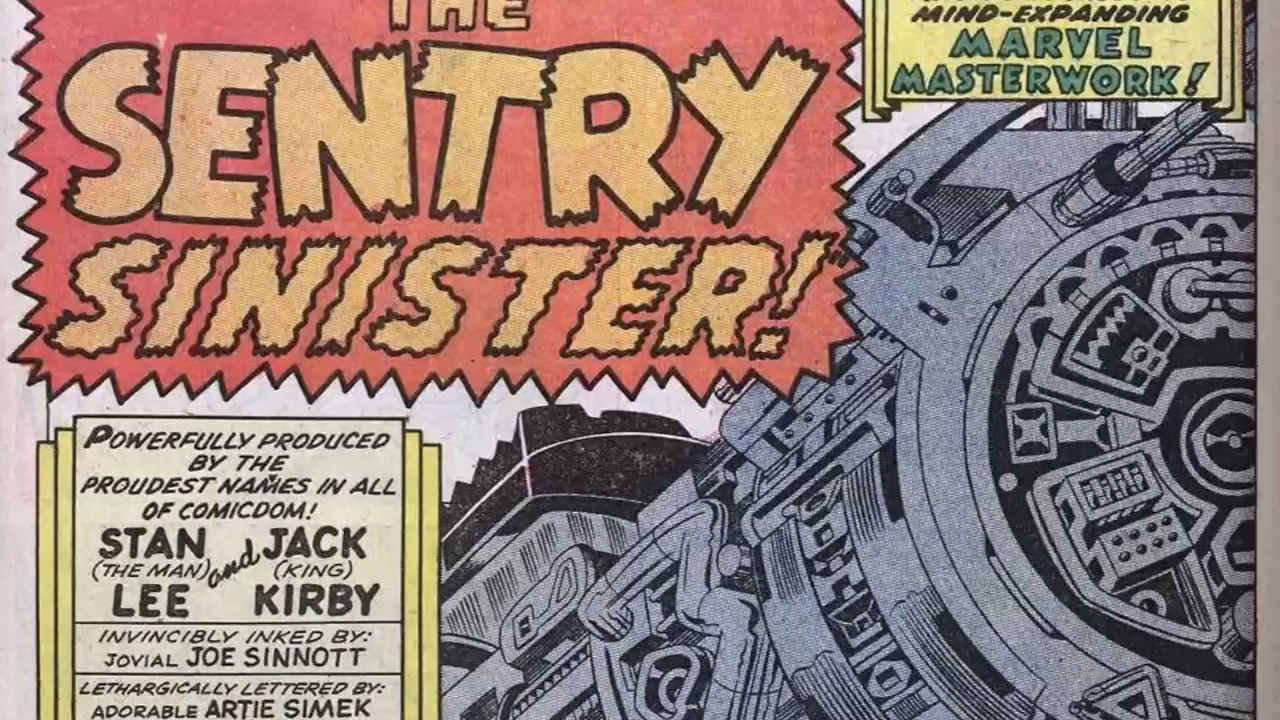 THE
SENTRY
SINISTER!
MIND-EXPANDING
MARVEL
MASTERWORK!
POWERFULLY PRODUCED
BY THE
PROUDEST NAMES IN ALL
OF COMICDOM!
STAN and JACK
(THE MAN) (KING)
LEE KIRBY
INVINCIBLY INKED BY:
JOVIAL JOE SINNOTT
LETHARGICALLY LETTERED BY:
ADORABLE ARTIE SIMEK